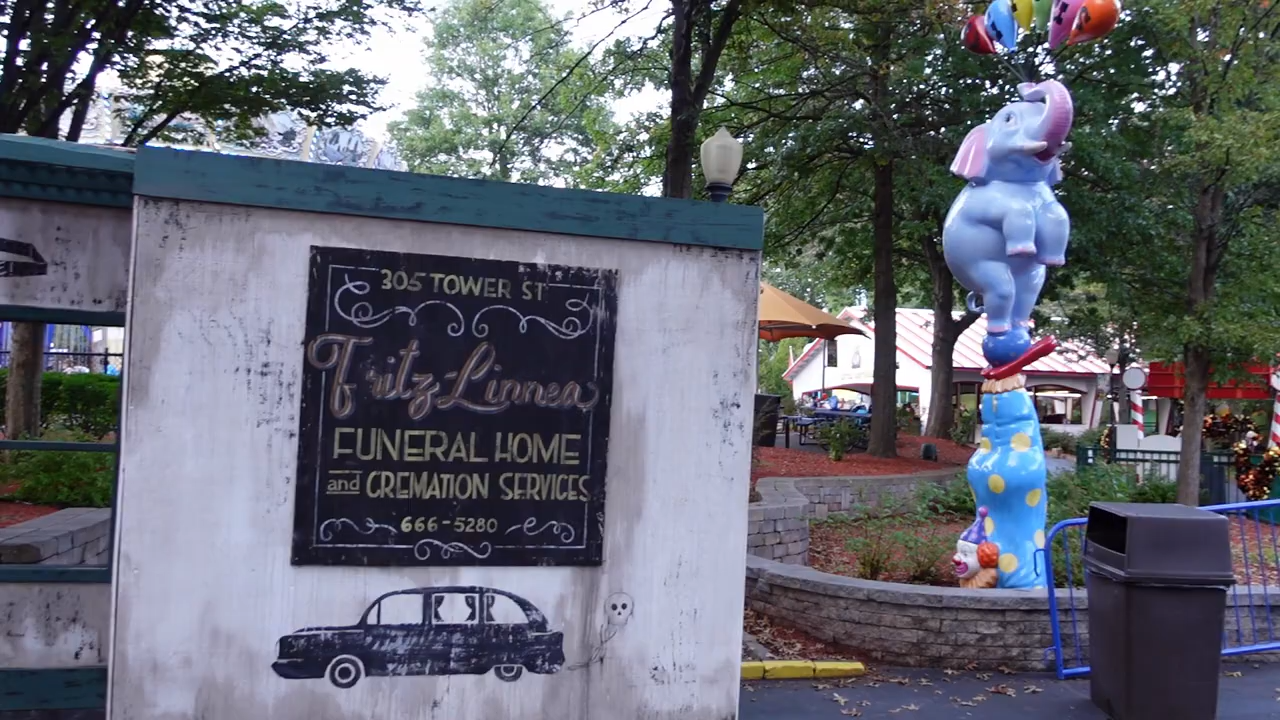 305 TOWER ST
Fritz-Linnea
FUNERAL HOME
and CREMATION SERVICES
666-5280